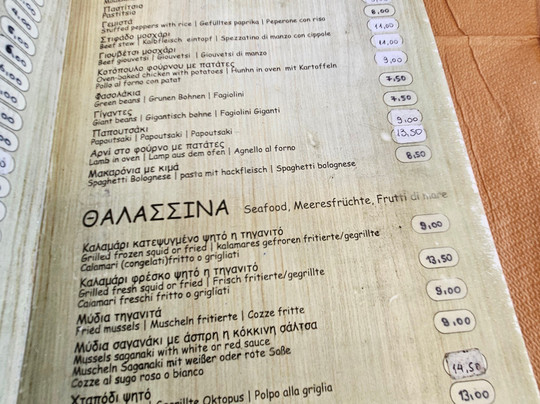 Παστίτσιο
Pastitsio
8,00
Γεμιστά
Stuffed peppers with rice | Gefülltes paprika | Peperone con riso
11,00
Στιφάδο μοσχάρι
Beef stew | Kalbfleisch eintopf | Spezzatino di manzo con cippole
11,00
Γιουβέτσι μοσχάρι
Beef giouvetsi | Giouvetsi | Giouvetsi di manzo
9,00
Κοτόπουλο φούρνου με πατάτες
Oven-baked chicken with potatoes | Hunhn in oven mit Kartoffeln
Pollo al forno con patat
7,50
Φασολάκια
Green beans | Grunen Bohnen | Fagiolini
7,50
Γίγαντες
Giant beans | Gigantisch bohne | Fagiolini Giganti
9,00
Παπουτσάκι
Papoutsaki | Papoutsaki | Papoutsaki
13,50
Αρνί στο φούρνο με πατάτες
Lamb in oven | Lamp aus dem ofen | Agnello al forno
8,50
Μακαρόνια με κιμά
Spaghetti Bolognese | pasta mit hackfleisch | Spaghetti bolognese
ΘΑΛΑΣΣΙΝΑ Seafood, Meeresfrüchte, Frutti di mare
Καλαμάρι κατεψυγμένο ψητό η τηγανιτό 9,00
Grilled frozen squid or fried | kalamares gefroren fritierte/gegrillte
Calamari (congelati)fritto o grigliati
Καλαμάρι φρέσκο ψητό η τηγανιτό 13,50
Grilled fresh squid or fried | Frisch fritierte/gegrillte
Calamari freschi fritto o grigliati
Μύδια τηγανιτά 9,00
Fried mussels | Muscheln fritierte | Cozze fritte
Μύδια σαγανάκι με άσπρη η κόκκινη σάλτσα 9,00
Mussels saganaki with white or red sauce
Muscheln Saganaki mit weißer oder rote Soße
Cozze al sugo roso o bianco
14,50
Χταπόδι ψητό
Gegrillte Oktopus | Polpo alla griglia
13,00